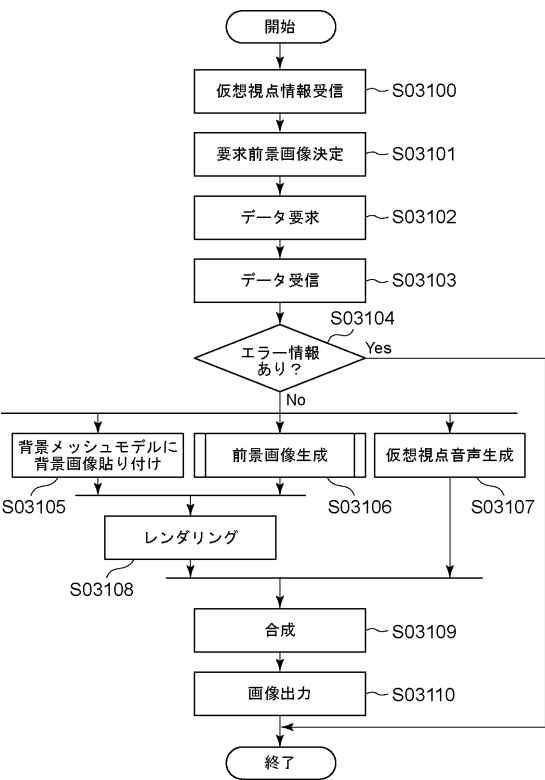 開始
仮想視点情報受信
S03100
要求前景画像決定
S03101
データ要求
S03102
データ受信
S03103
S03104
エラー情報
あり？
Yes
No
背景メッシュモデルに
背景画像貼り付け
前景画像生成
仮想視点音声生成
S03105
S03106
S03107
レンダリング
S03108
合成
S03109
画像出力
S03110
終了